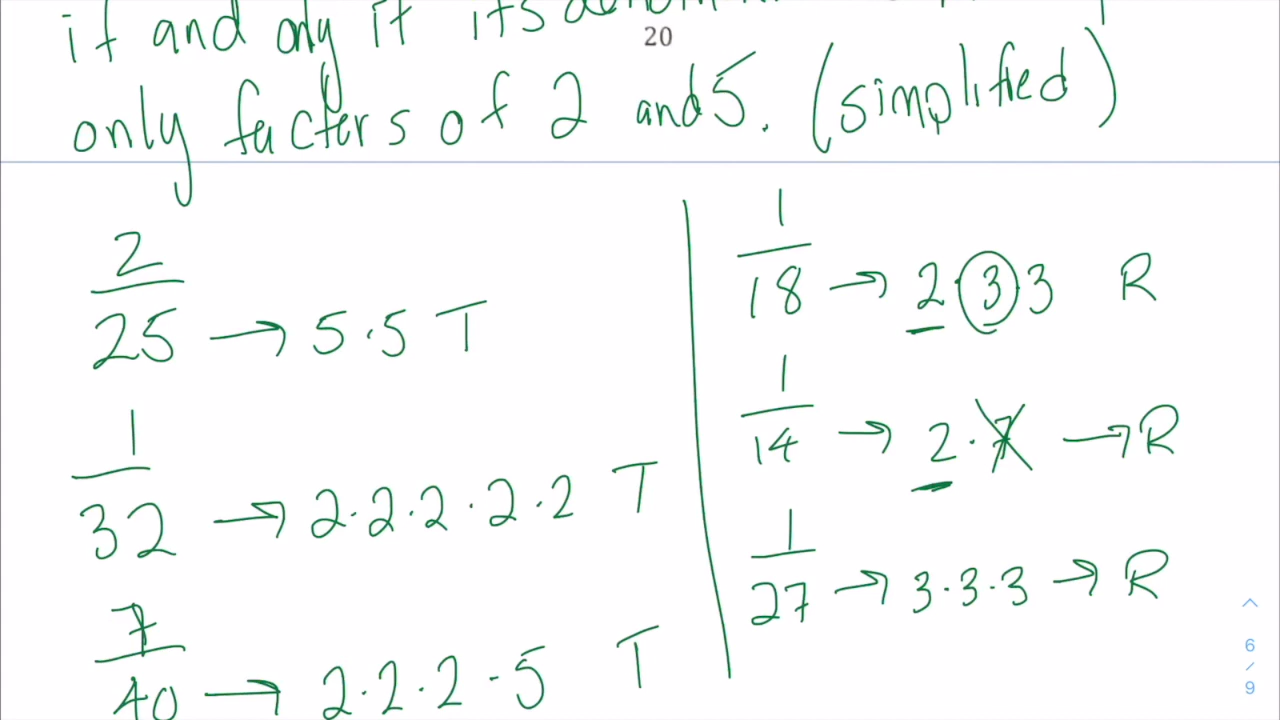 if and only if its
20
only factors of 2 and 5. (simplified)
2/25 → 5·5 T
1/32 → 2·2·2·2·2 T
7/40 → 2·2·2·5 T
1/18 → 2·3·3 R
1/14 → 2·7 → R
1/27 → 3·3·3 → R
6
/
9